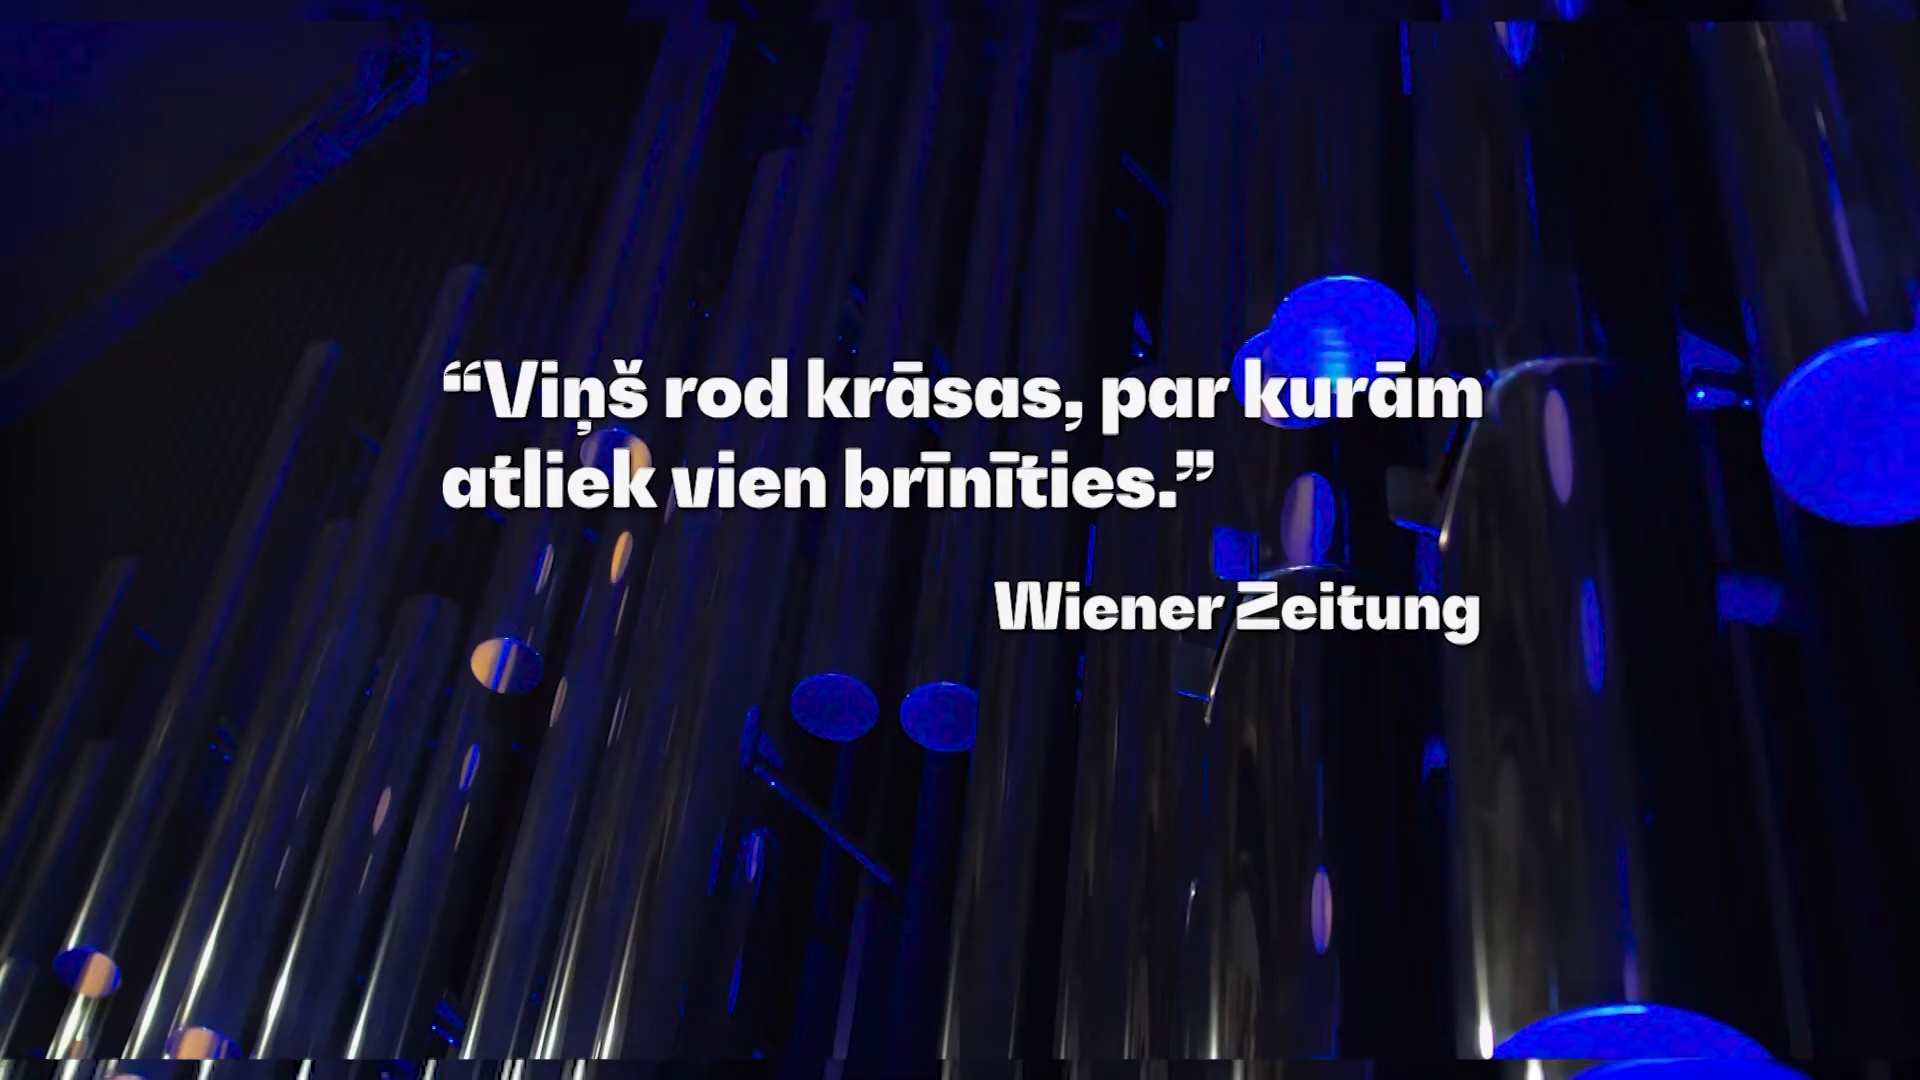 “Viņš rod krāsas, par kurām
atliek vien brīnīties.”
Wiener Zeitung